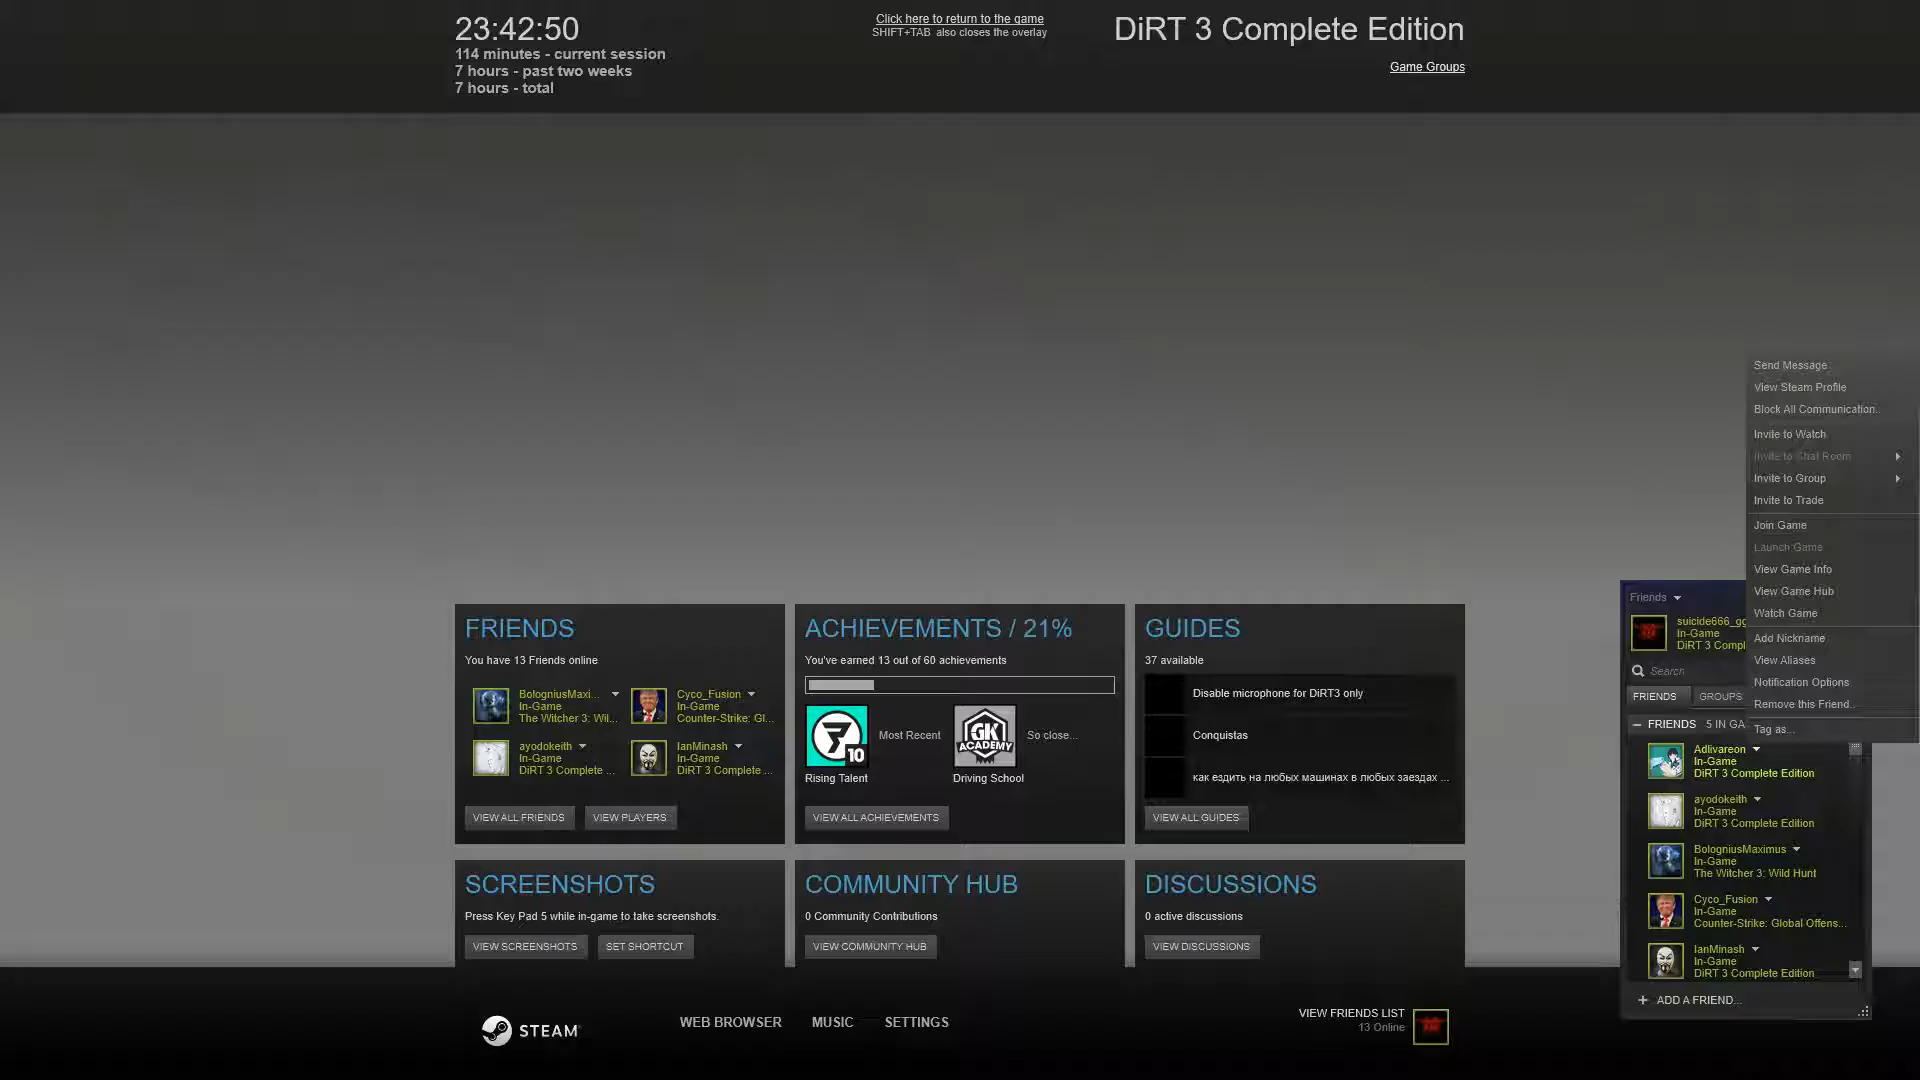 23:42:50
114 minutes - current session
7 hours - past two weeks
7 hours - total
Click here to return to the game
SHIFT+TAB also closes the overlay
DiRT 3 Complete Edition
Game Groups
FRIENDS
You have 13 Friends online
BologniusMaxi...
In-Game
The Witcher 3: Wil...
Cyco_Fusion
In-Game
Counter-Strike: Gl...
ayodokeith
In-Game
DiRT 3 Complete ...
IanMinash
In-Game
DiRT 3 Complete ...
VIEW ALL FRIENDS
VIEW PLAYERS
ACHIEVEMENTS / 21%
You've earned 13 out of 60 achievements
10
Most Recent
Rising Talent
GK
ACADEMY
So close...
Driving School
VIEW ALL ACHIEVEMENTS
GUIDES
37 available
Disable microphone for DiRT3 only
Conquistas
как ездить на любых машинах в любых заездах ...
VIEW ALL GUIDES
SCREENSHOTS
Press Key Pad 5 while in-game to take screenshots.
VIEW SCREENSHOTS
SET SHORTCUT
COMMUNITY HUB
0 Community Contributions
VIEW COMMUNITY HUB
DISCUSSIONS
0 active discussions
VIEW DISCUSSIONS
Send Message
View Steam Profile
Block All Communication..
Invite to Watch
Invite to Chat Room
Invite to Group
Invite to Trade
Join Game
Launch Game
View Game Info
View Game Hub
Watch Game
Add Nickname
View Aliases
Notification Options
Remove this Friend..
Tag as...
Friends
suicide666_gg
In-Game
DiRT 3 Compl
Search
FRIENDS
GROUPS
FRIENDS 5 IN GA
Adlivareon
In-Game
DiRT 3 Complete Edition
ayodokeith
In-Game
DiRT 3 Complete Edition
BologniusMaximus
In-Game
The Witcher 3: Wild Hunt
Cyco_Fusion
In-Game
Counter-Strike: Global Offens...
IanMinash
In-Game
DiRT 3 Complete Edition
+ ADD A FRIEND...
STEAM
WEB BROWSER
MUSIC
SETTINGS
VIEW FRIENDS LIST
13 Online